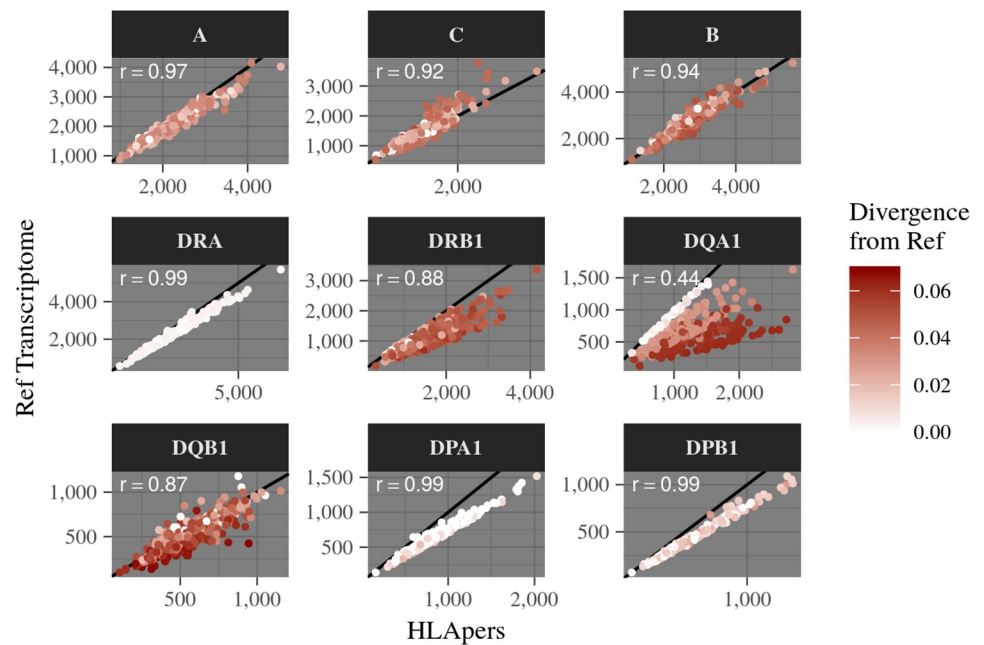 A
C
B
r = 0.97
r = 0.92
r = 0.94
4,000
3,000
2,000
1,000
3,000
2,000
1,000
4,000
2,000
2,000 4,000
2,000
2,000 4,000
DRA
DRB1
DQA1
r = 0.99
r = 0.88
r = 0.44
4,000
2,000
3,000
2,000
1,000
1,500
1,000
500
5,000
2,000 4,000
1,000 2,000
DQB1
DPA1
DPB1
r = 0.87
r = 0.99
r = 0.99
1,000
500
1,500
1,000
500
1,000
500
500 1,000
1,000 2,000
1,000
Ref Transcriptome
HLApers
Divergence
from Ref
0.06
0.04
0.02
0.00